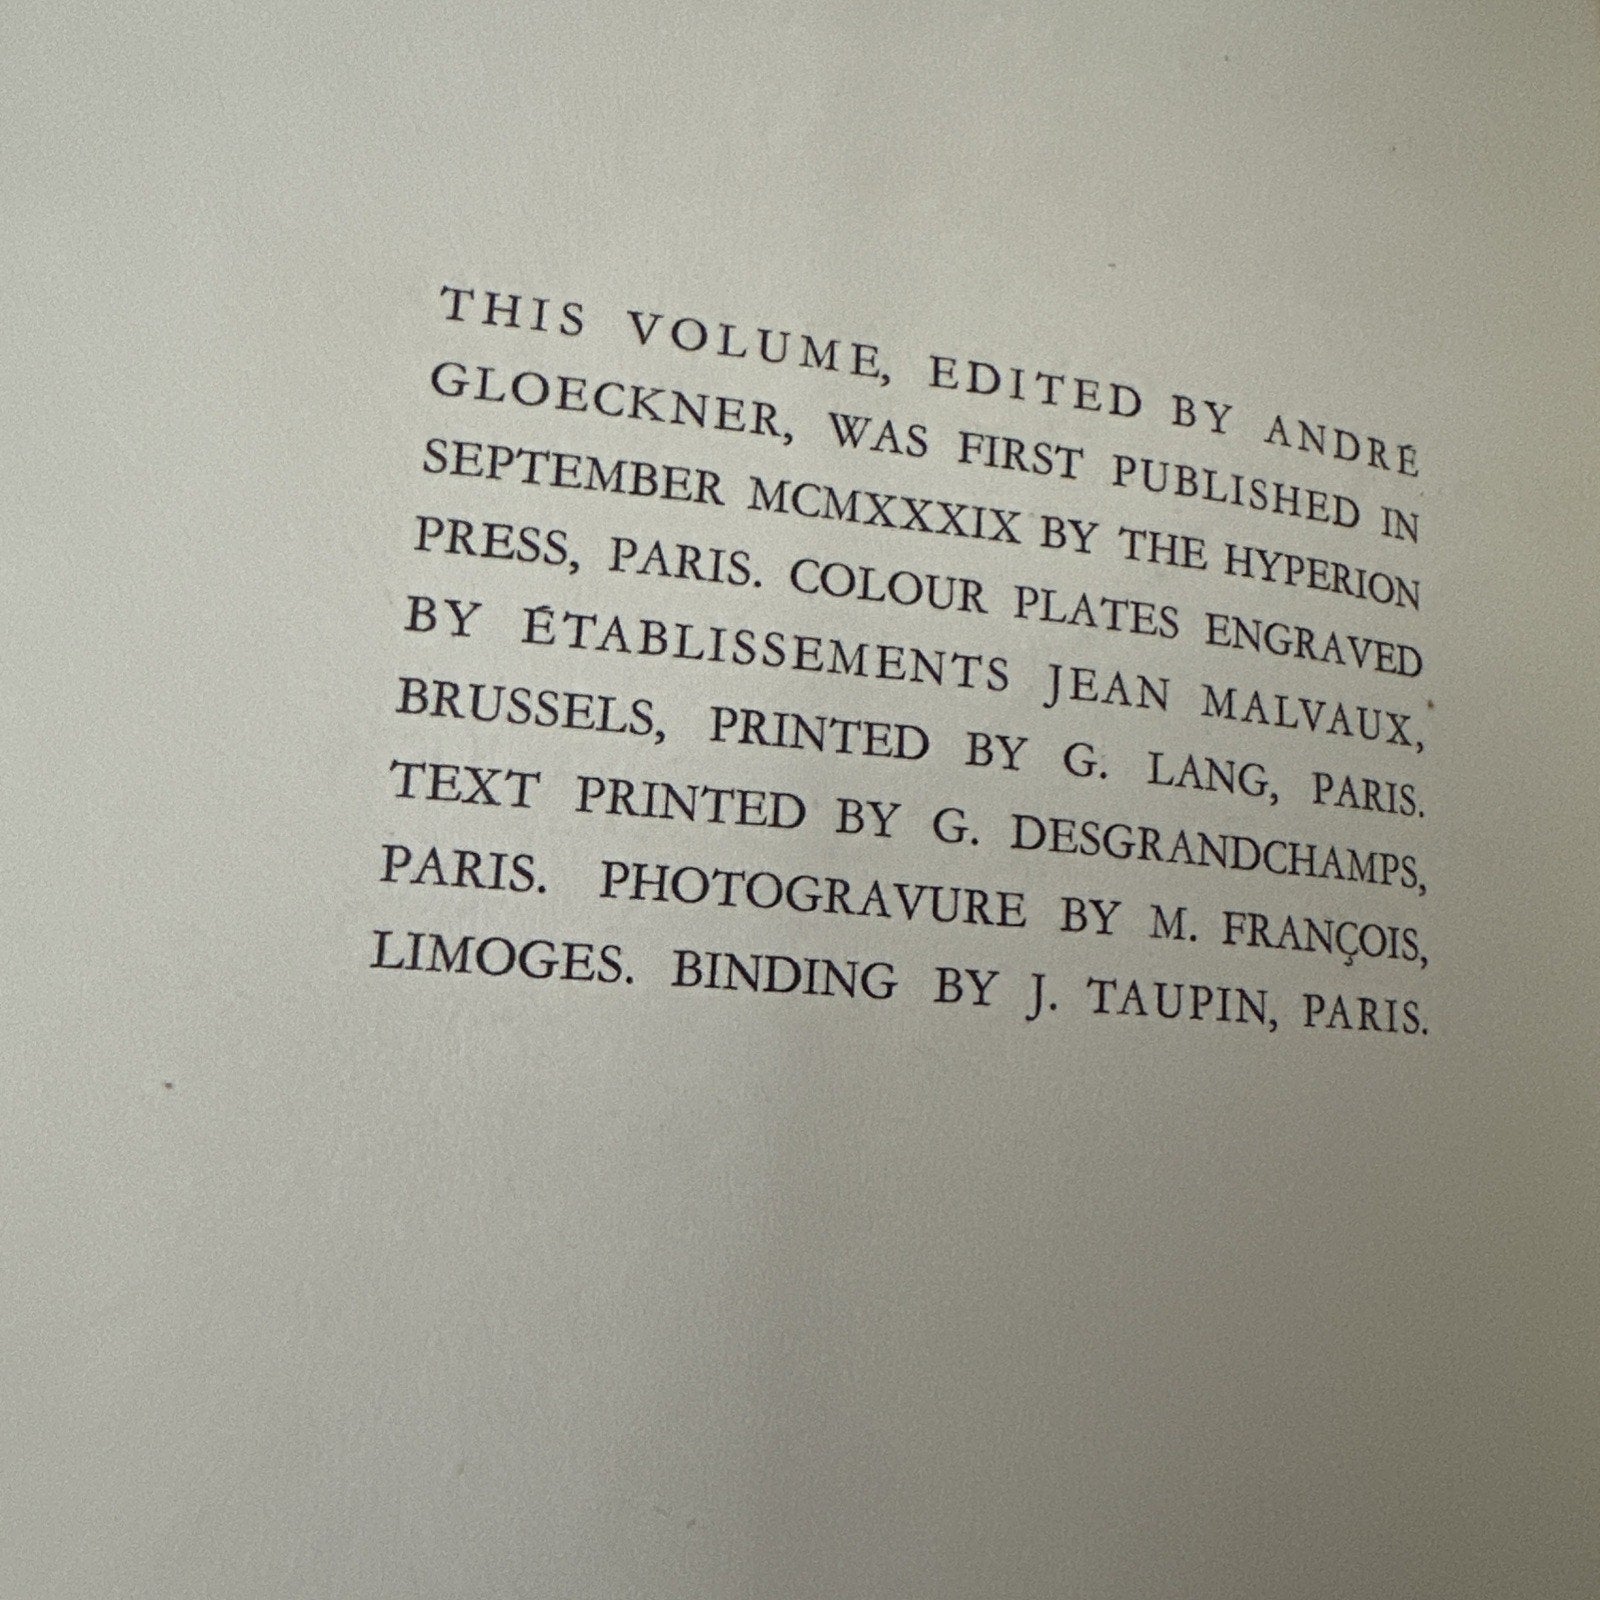 THIS VOLUME, EDITED BY ANDRÉ
GLOECKNER, WAS FIRST PUBLISHED IN
SEPTEMBER MCMXXXIX BY THE HYPERION
PRESS, PARIS. COLOUR PLATES ENGRAVED
BY ÉTABLISSEMENTS JEAN MALVAUX,
BRUSSELS, PRINTED BY G. LANG, PARIS.
TEXT PRINTED BY G. DESGRANDCHAMPS,
PARIS. PHOTOGRAVURE BY M. FRANÇOIS,
LIMOGES. BINDING BY J. TAUPIN, PARIS.